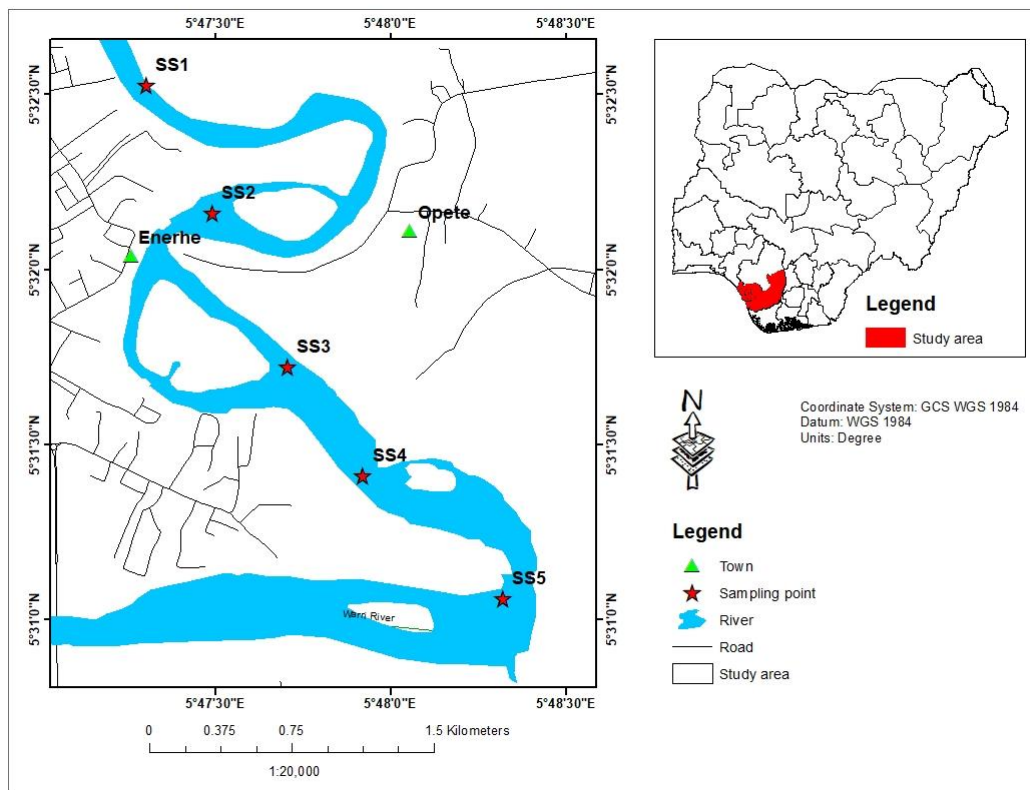 5°47'30"E 5°48'0"E 5°48'30"E
5°32'30"N
5°32'0"N
5°31'30"N
5°31'0"N
SS1
SS2
Opete
Enerhe
SS3
SS4
SS5
Warri River
5°32'30"N
5°32'0"N
5°31'30"N
5°31'0"N
5°47'30"E 5°48'0"E 5°48'30"E
0 0.375 0.75 1.5 Kilometers
1:20,000
Legend
Study area
N
Coordinate System: GCS WGS 1984
Datum: WGS 1984
Units: Degree
Legend
Town
Sampling point
River
Road
Study area